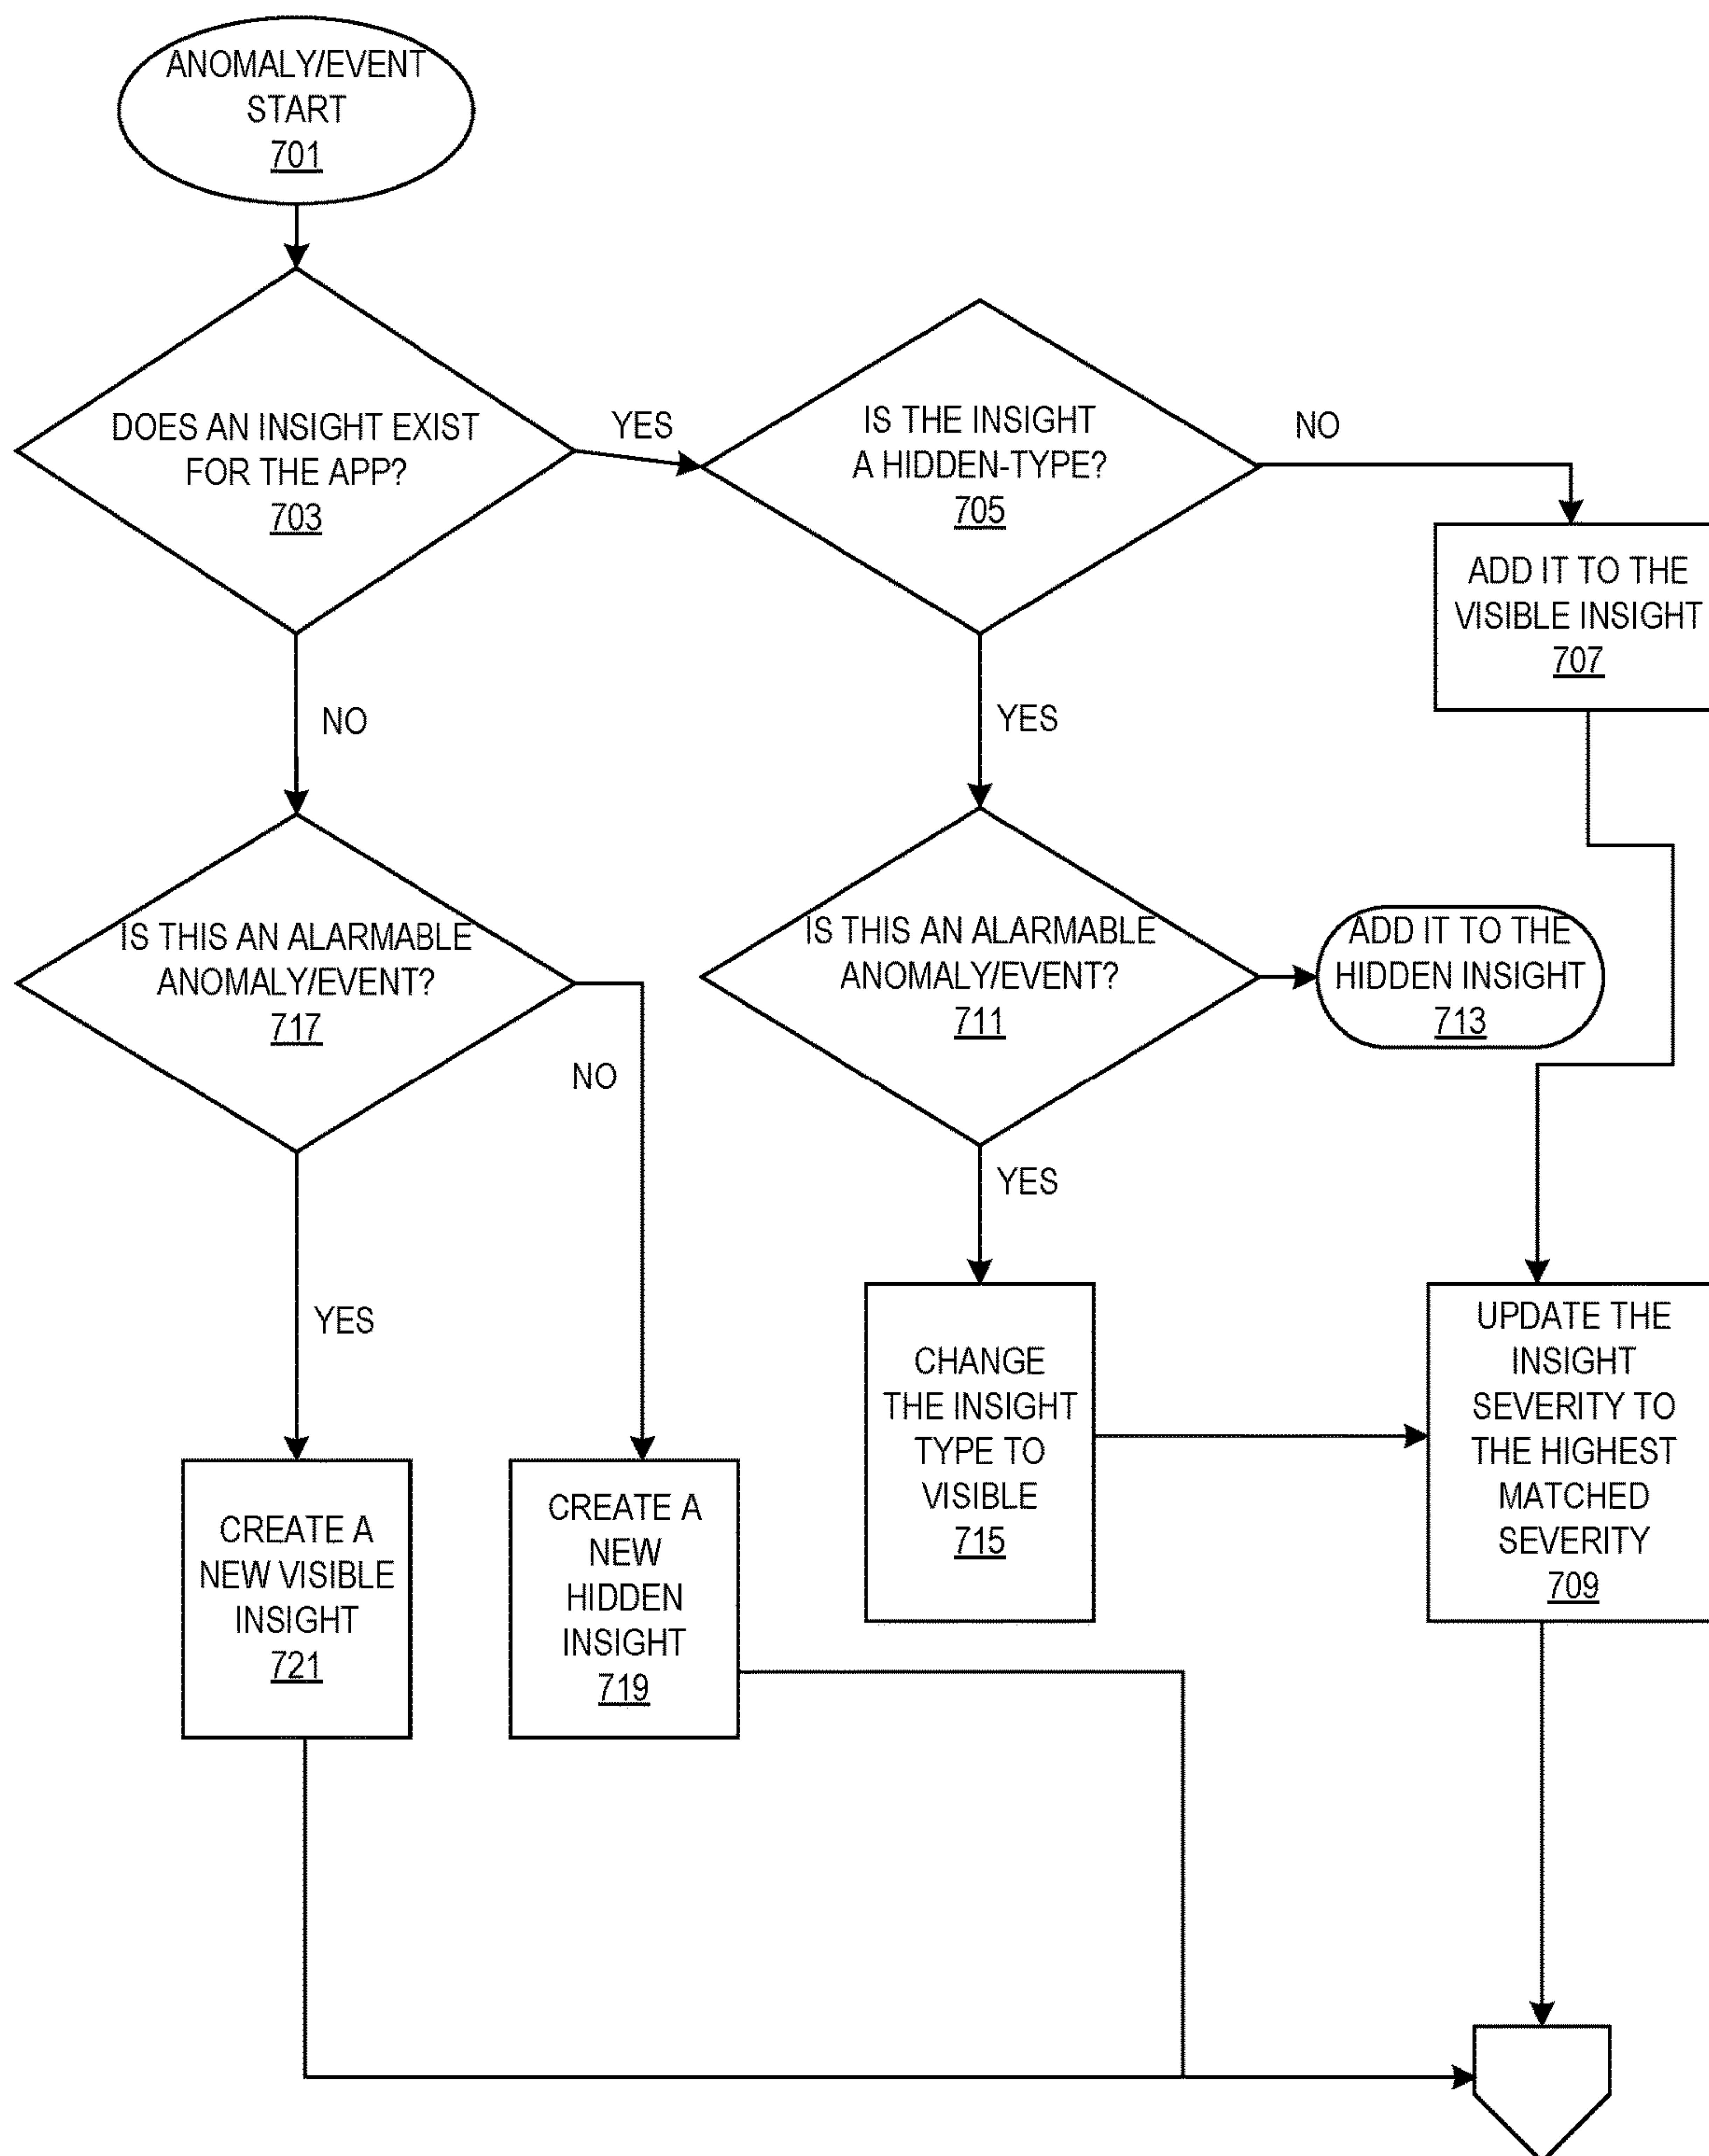 ANOMALY/EVENT
START
701
DOES AN INSIGHT EXIST
FOR THE APP?
703
YES
IS THE INSIGHT
A HIDDEN-TYPE?
705
NO
ADD IT TO THE
VISIBLE INSIGHT
707
NO
YES
IS THIS AN ALARMABLE
ANOMALY/EVENT?
717
NO
IS THIS AN ALARMABLE
ANOMALY/EVENT?
711
ADD IT TO THE
HIDDEN INSIGHT
713
YES
YES
CHANGE
THE INSIGHT
TYPE TO
VISIBLE
715
UPDATE THE
INSIGHT
SEVERITY TO
THE HIGHEST
MATCHED
SEVERITY
709
CREATE A
NEW VISIBLE
INSIGHT
721
CREATE A
NEW
HIDDEN
INSIGHT
719